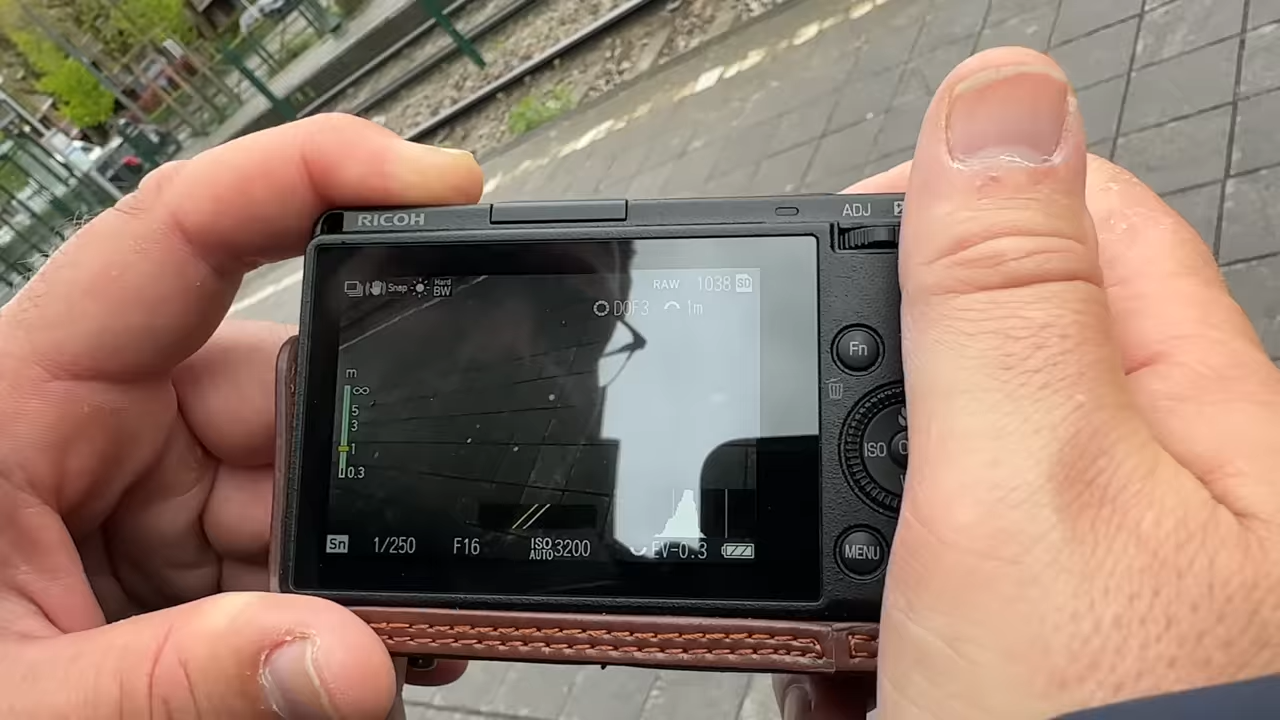 RICOH
ADJ
Snap
Hard
BW
RAW 1038 SD
DOF3 1m
m
∞
5
3
1
0.3
Fn
ISO
MENU
Sn 1/250 F16 ISO AUTO 3200 EV-0.3